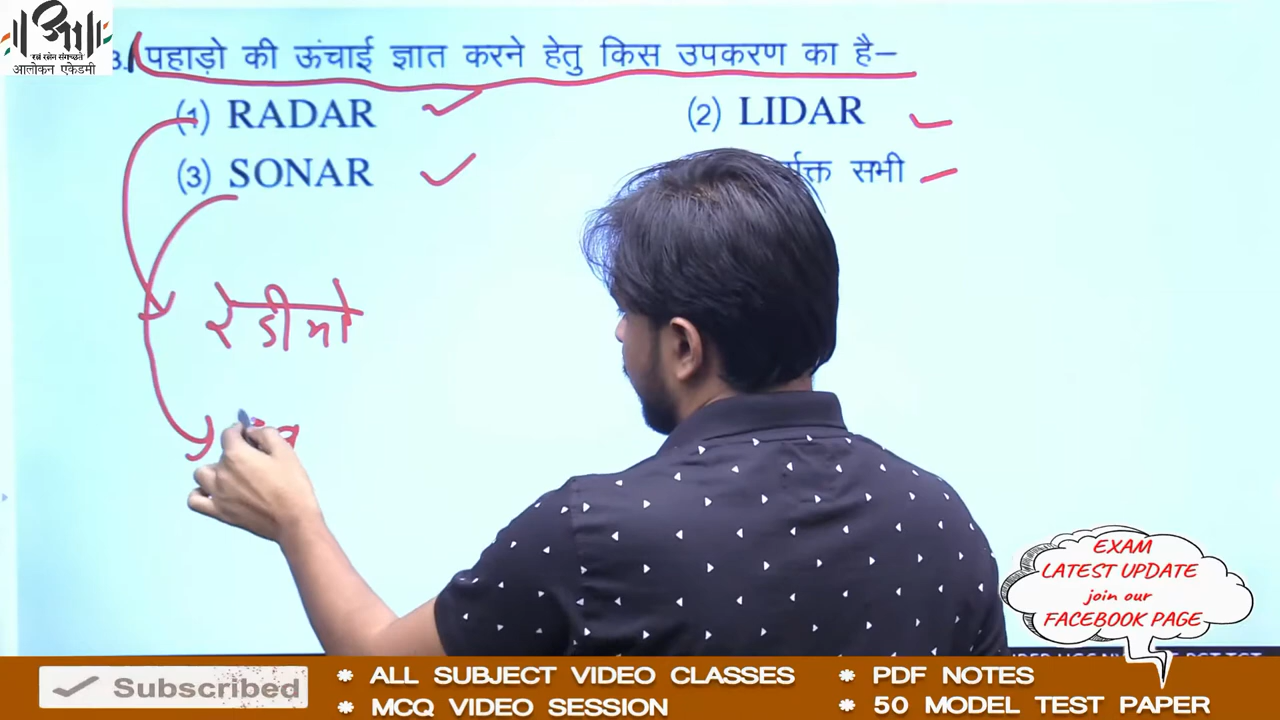 आलोकन एकेडमी
3. पहाड़ो की ऊंचाई ज्ञात करने हेतु किस उपकरण का है–
(1) RADAR (2) LIDAR
(3) SONAR सभी
रेडीयो
EXAM
LATEST UPDATE
join our
FACEBOOK PAGE
Subscribed
ALL SUBJECT VIDEO CLASSES
PDF NOTES
MCQ VIDEO SESSION
50 MODEL TEST PAPER